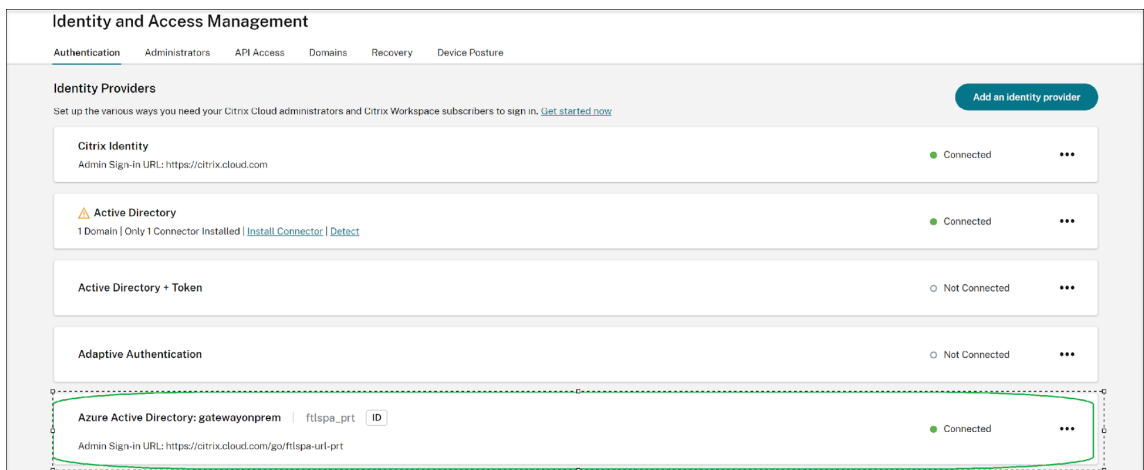 Identity and Access Management
Authentication Administrators API Access Domains Recovery Device Posture
Identity Providers
Add an identity provider
Set up the various ways you need your Citrix Cloud administrators and Citrix Workspace subscribers to sign in. Get started now
Citrix Identity
Connected
Admin Sign-in URL: https://citrix.cloud.com
Active Directory
Connected
1 Domain | Only 1 Connector Installed | Install Connector | Detect
Active Directory + Token
Not Connected
Adaptive Authentication
Not Connected
Azure Active Directory: gatewayonprem | ftlspa_prt ID
Connected
Admin Sign-in URL: https://citrix.cloud.com/go/ftlspa-url-prt